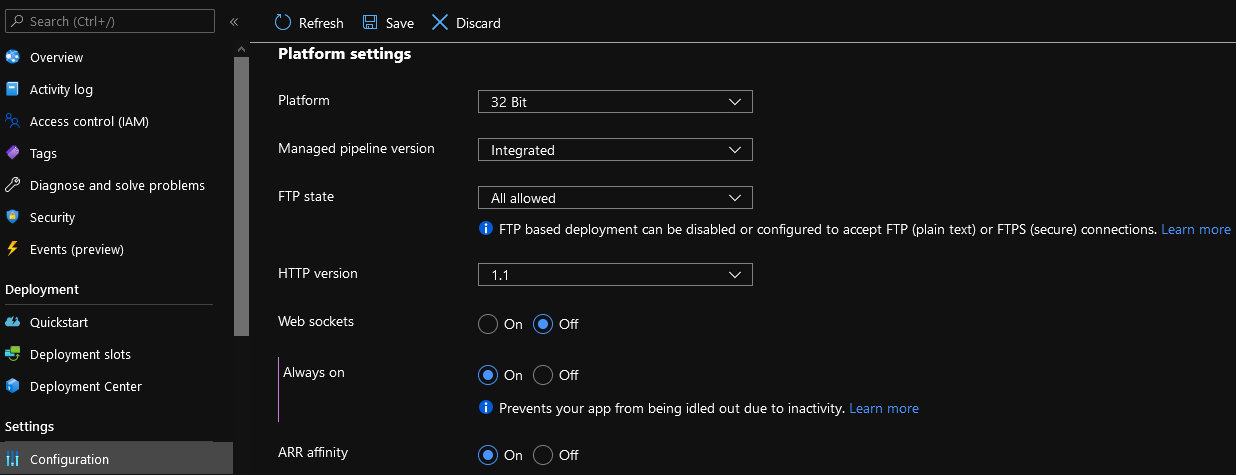 Search (Ctrl+/)
«
Overview
Activity log
Access control (IAM)
Tags
Diagnose and solve problems
Security
Events (preview)
Deployment
Quickstart
Deployment slots
Deployment Center
Settings
Configuration
Refresh Save Discard
Platform settings
Platform 32 Bit
Managed pipeline version Integrated
FTP state All allowed
FTP based deployment can be disabled or configured to accept FTP (plain text) or FTPS (secure) connections. Learn more
HTTP version 1.1
Web sockets On Off
Always on On Off
Prevents your app from being idled out due to inactivity. Learn more
ARR affinity On Off